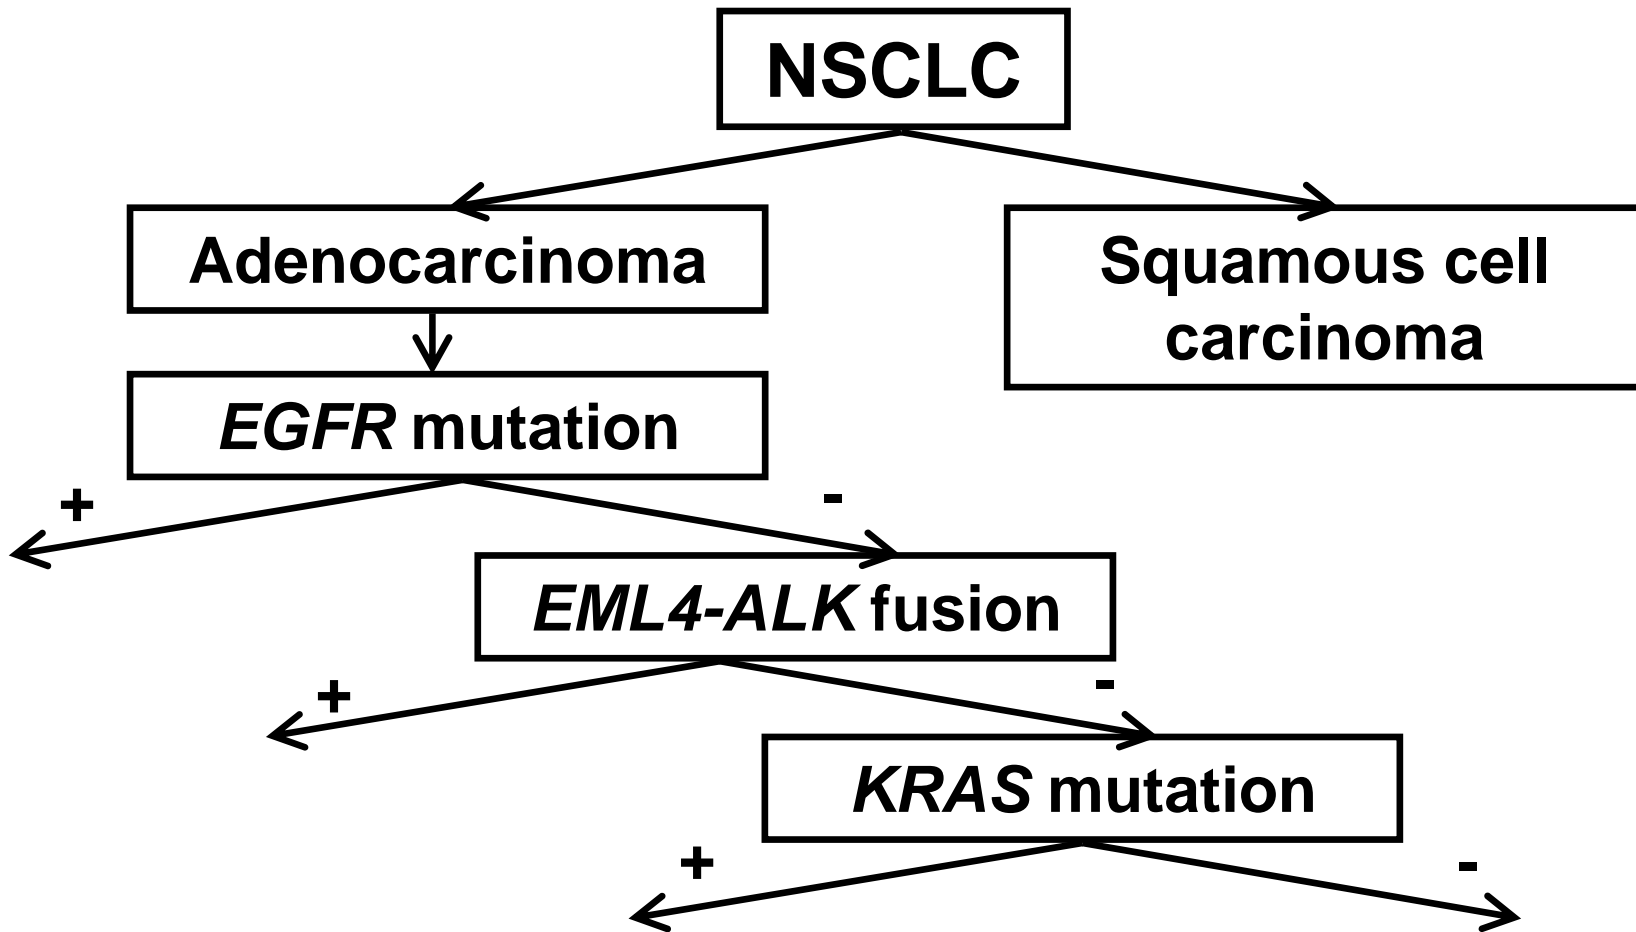 NSCLC
Adenocarcinoma
Squamous cell
carcinoma
EGFR mutation
+
-
EML4-ALK fusion
+
-
KRAS mutation
+
-